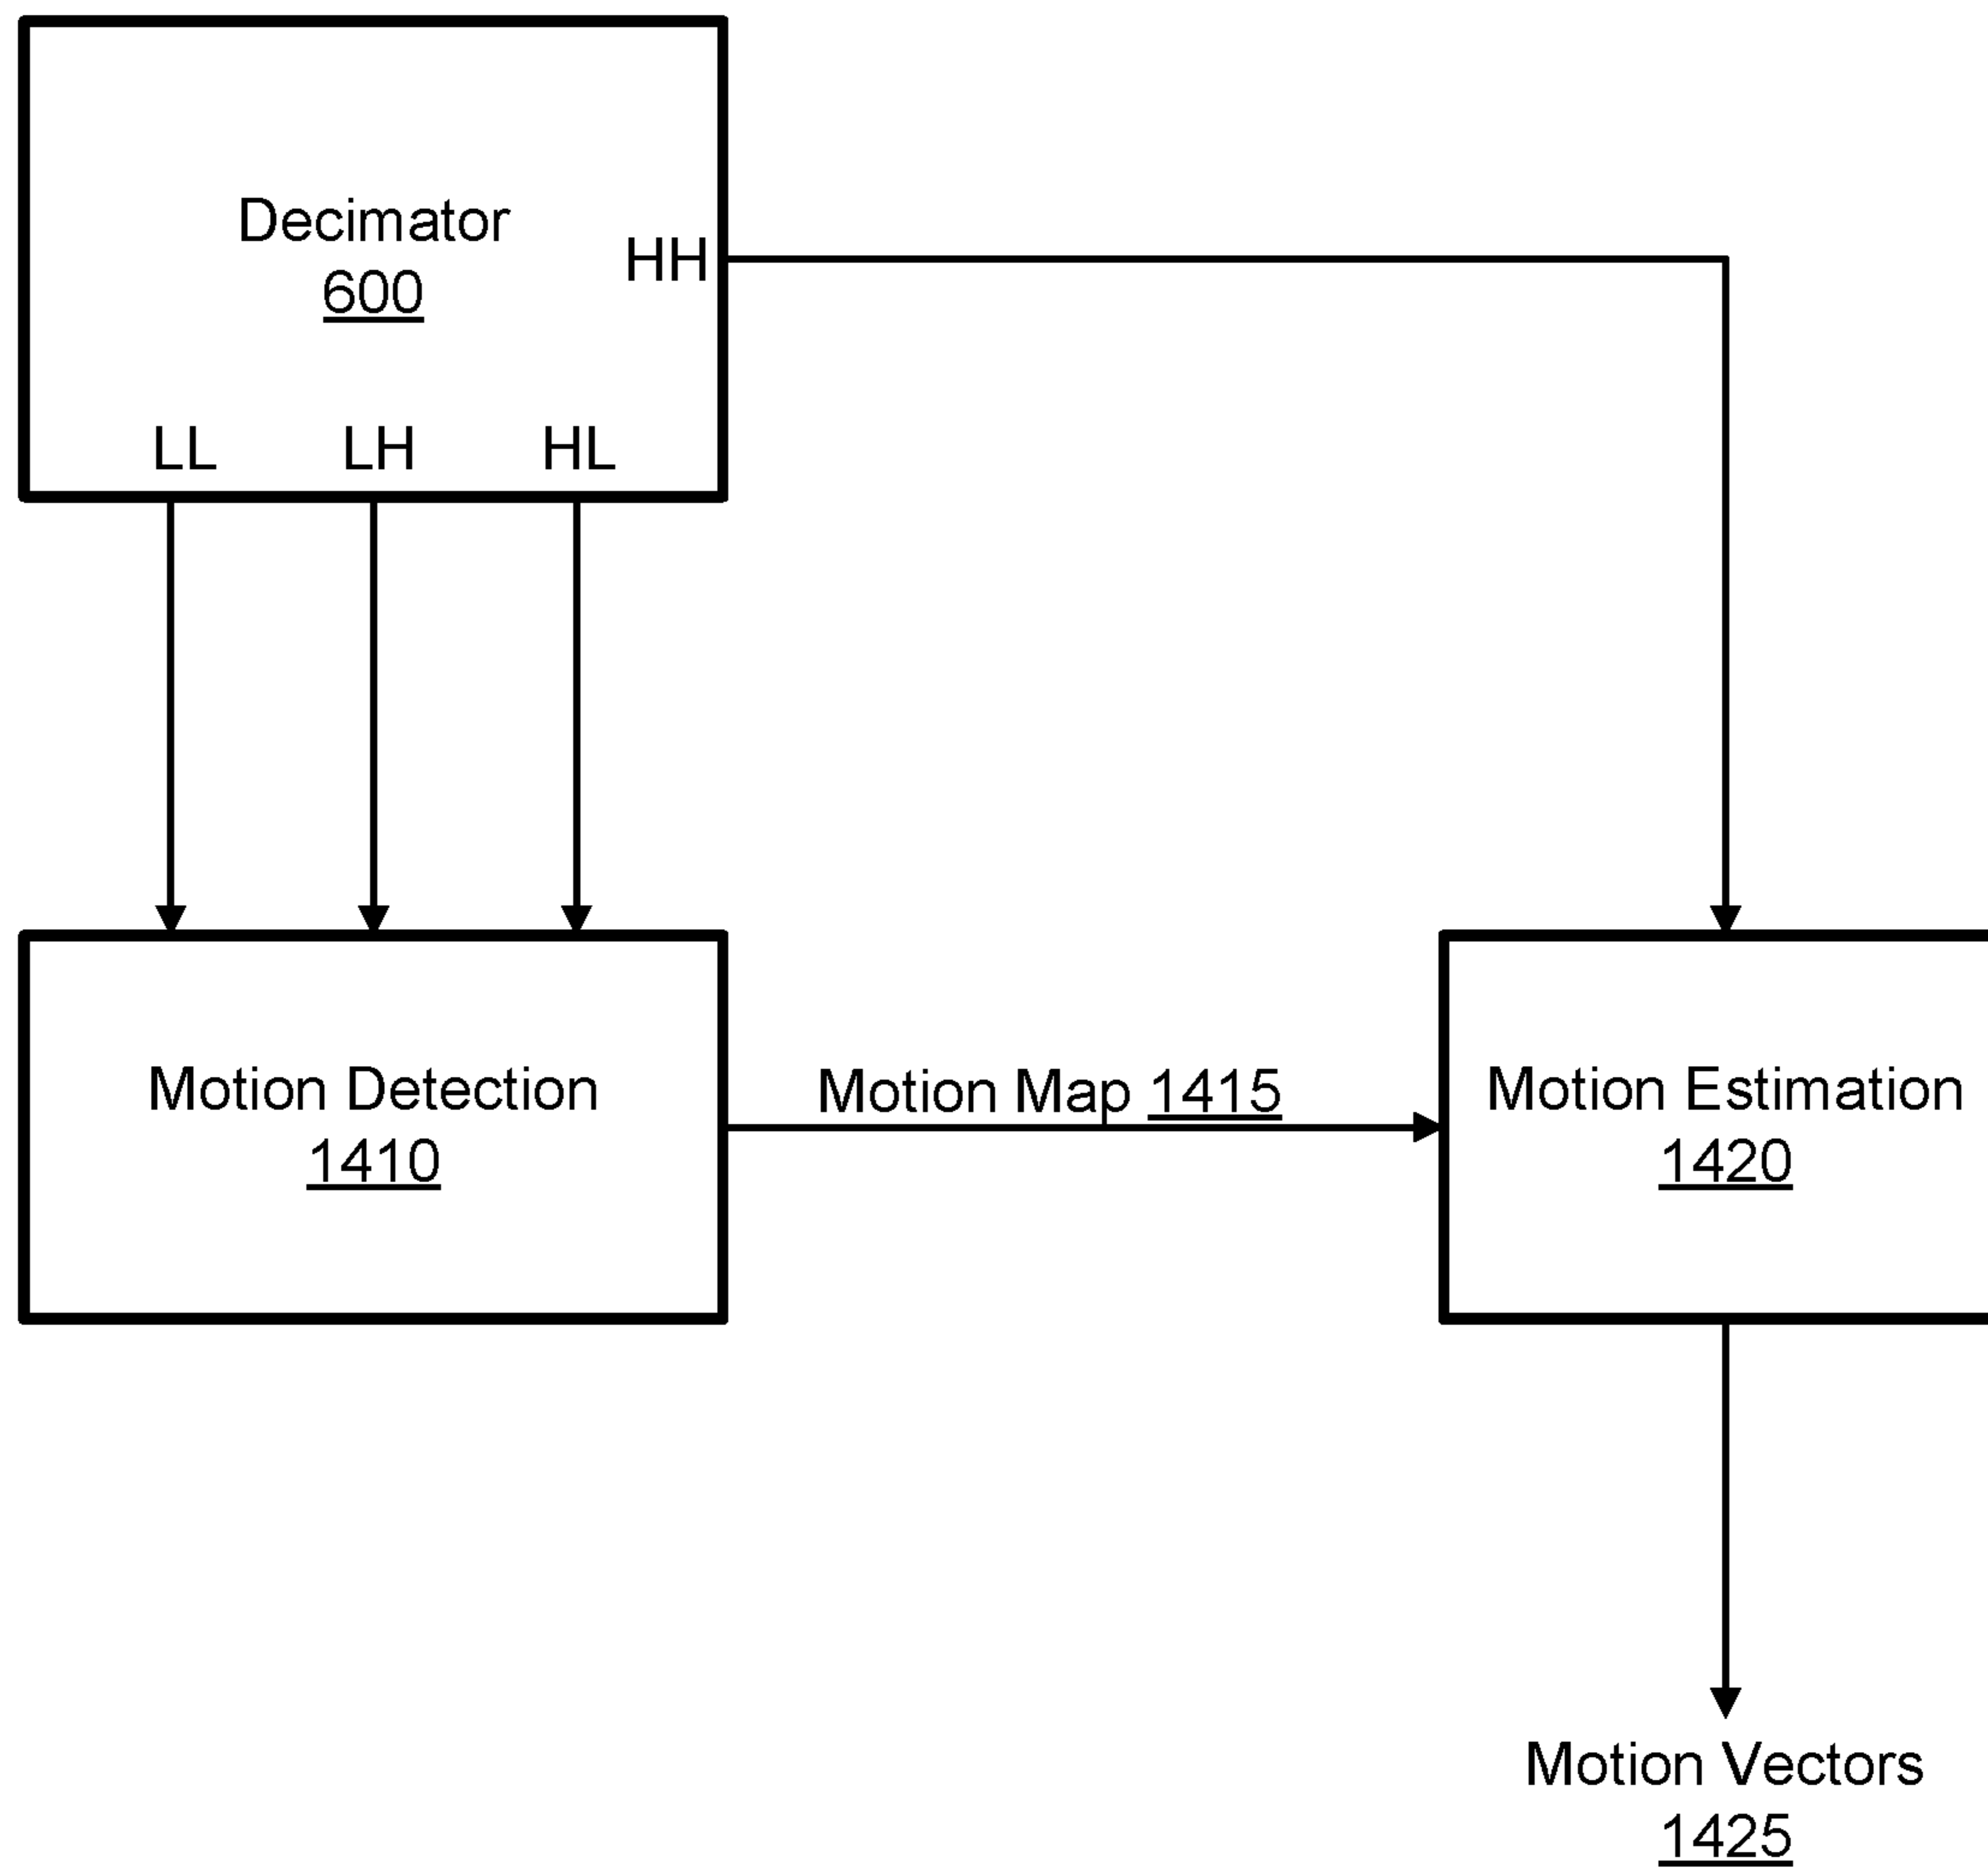 Decimator
600
HH
LL LH HL
Motion Detection
1410
Motion Map 1415
Motion Estimation
1420
Motion Vectors
1425